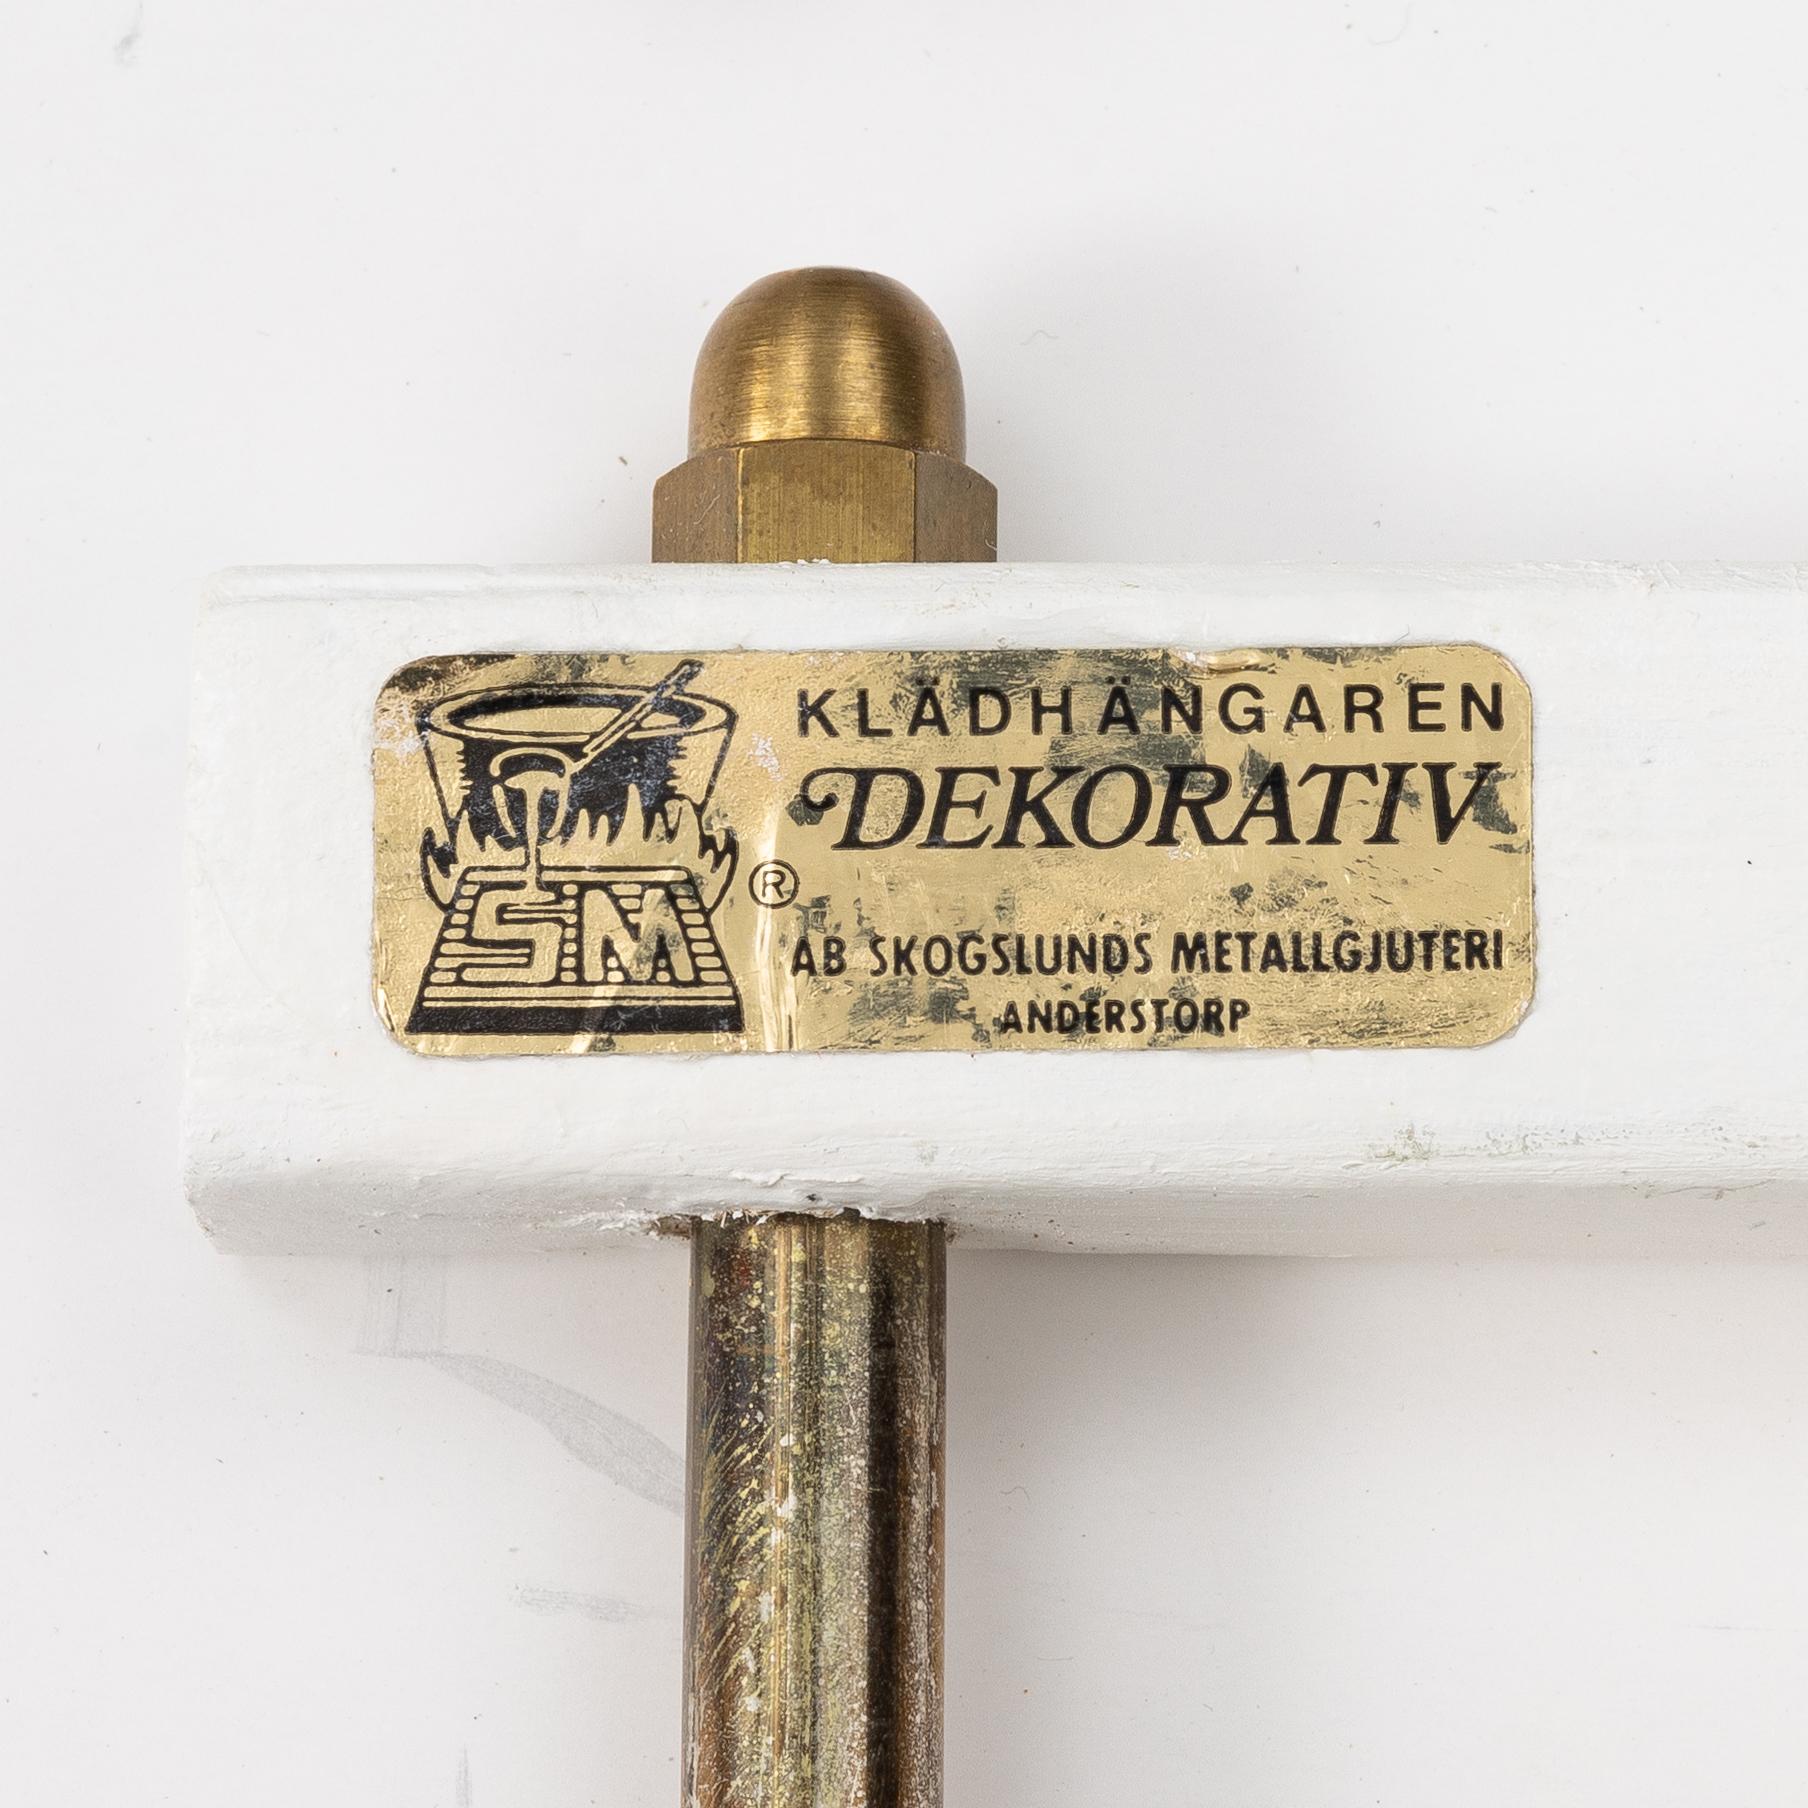 KLÄDHÄNGAREN
DEKORATIV
SM ®
AB SKOGSLUNDS METALLGJUTERI
ANDERSTORP